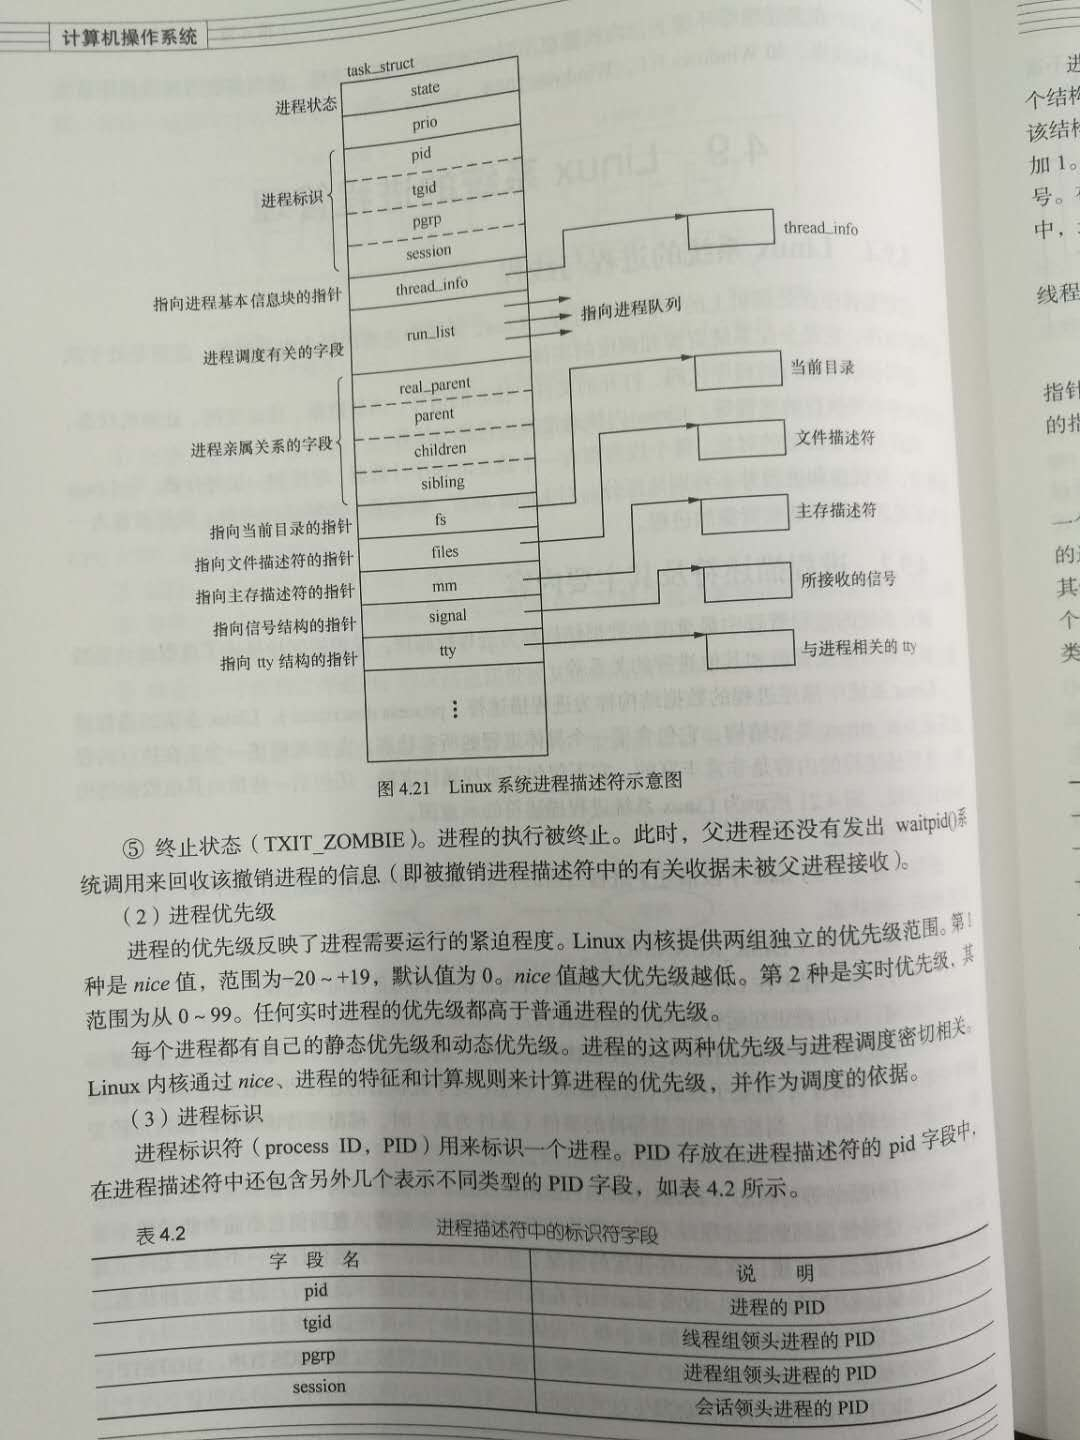 计算机操作系统
task_struct
进程状态
state
prio
进程标识
pid
tgid
pgrp
session
指向进程基本信息块的指针
thread_info
thread_info
进程调度有关的字段
run_list
指向进程队列
进程亲属关系的字段
real_parent
parent
children
sibling
指向当前目录的指针
fs
当前目录
指向文件描述符的指针
files
文件描述符
指向主存描述符的指针
mm
主存描述符
指向信号结构的指针
signal
所接收的信号
指向 tty 结构的指针
tty
与进程相关的 tty
⋮
图 4.21 Linux 系统进程描述符示意图
⑤ 终止状态（TXIT_ZOMBIE）。进程的执行被终止。此时，父进程还没有发出 waitpid()系
统调用来回收该撤销进程的信息（即被撤销进程描述符中的有关收据未被父进程接收）。
（2）进程优先级
进程的优先级反映了进程需要运行的紧迫程度。Linux 内核提供两组独立的优先级范围。第 1
种是 nice 值，范围为–20～+19，默认值为 0。nice 值越大优先级越低。第 2 种是实时优先级，其
范围为从 0～99。任何实时进程的优先级都高于普通进程的优先级。
每个进程都有自己的静态优先级和动态优先级。进程的这两种优先级与进程调度密切相关。
Linux 内核通过 nice、进程的特征和计算规则来计算进程的优先级，并作为调度的依据。
（3）进程标识
进程标识符（process ID，PID）用来标识一个进程。PID 存放在进程描述符的 pid 字段中，
在进程描述符中还包含另外几个表示不同类型的 PID 字段，如表 4.2 所示。
表 4.2 进程描述符中的标识符字段
字 段 名 说 明
pid 进程的 PID
tgid 线程组领头进程的 PID
pgrp 进程组领头进程的 PID
session 会话领头进程的 PID
进
个结构
该结构
加 1。
号。
中，
线程
指针
的指
一个
的
其
个
类